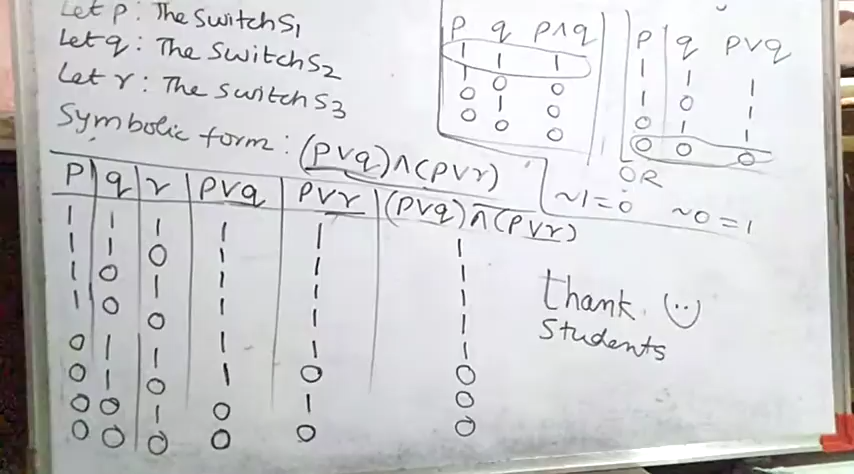 Let p: The Switch S1
Let q: The Switch S2
Let r: The Switch S3
Symbolic form: (p∨q)∧(p∨r)
p q p∧q
1 1 1
1 0 0
0 1 0
0 0 0
p q p∨q
1 1 1
1 0 1
0 1 1
0 0 0
OR
~1=0 ~0=1
p q r p∨q p∨r (p∨q)∧(p∨r)
1 1 1 1 1 1
1 1 0 1 1 1
1 0 1 1 1 1
1 0 0 1 1 1
0 1 1 1 1 1
0 1 0 1 0 0
0 0 1 0 1 0
0 0 0 0 0 0
Thank
Students